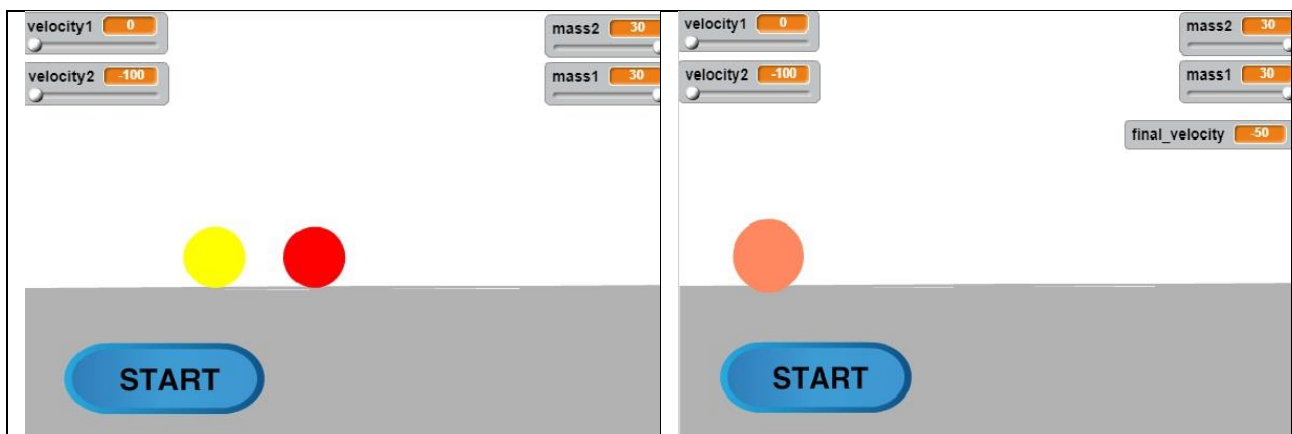 velocity1 0
mass2 30
velocity2 -100
mass1 30
START
velocity1 0
mass2 30
velocity2 -100
mass1 30
final_velocity -50
START